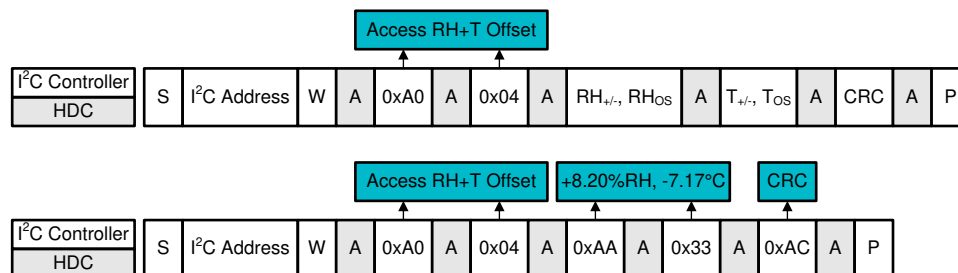 Access RH+T Offset
I²C Controller
HDC
S I²C Address W A 0xA0 A 0x04 A RH+/-, RHOS A T+/-, TOS A CRC A P
Access RH+T Offset +8.20%RH, -7.17ºC CRC
I²C Controller
HDC
S I²C Address W A 0xA0 A 0x04 A 0xAA A 0x33 A 0xAC A P